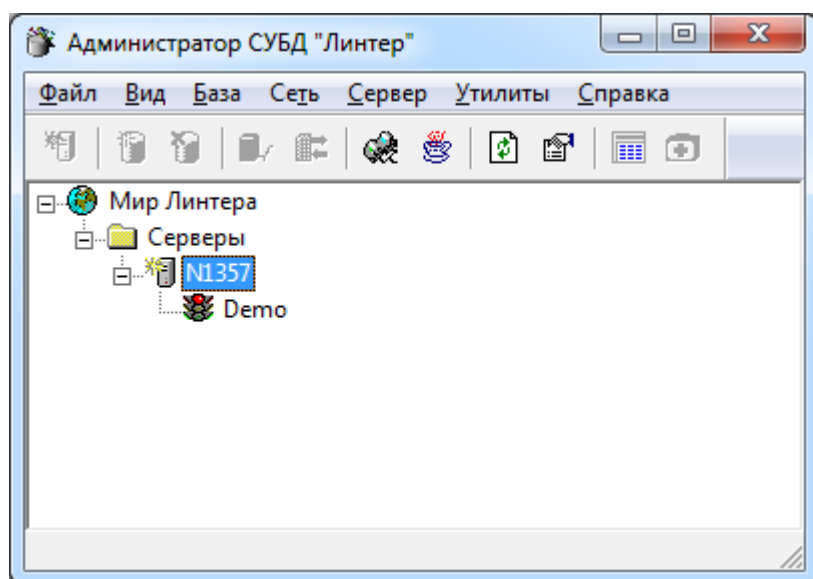 Администратор СУБД "Линтер"
Файл Вид База Сеть Сервер Утилиты Справка
Мир Линтера
Серверы
N1357
Demo